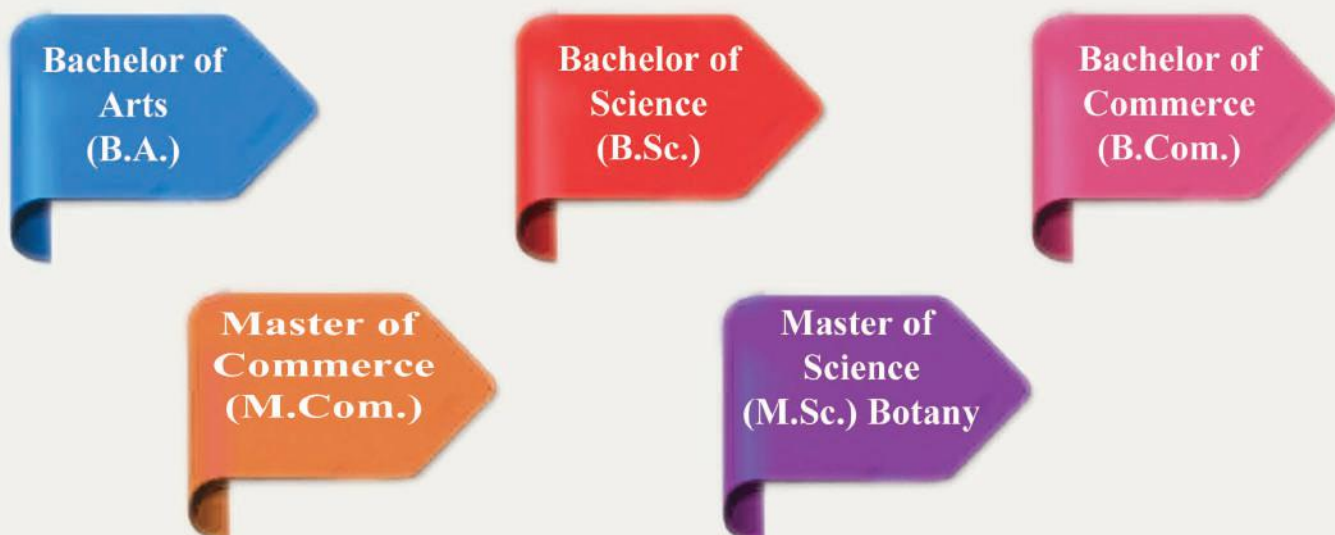 Bachelor of
Arts
(B.A.)
Bachelor of
Science
(B.Sc.)
Bachelor of
Commerce
(B.Com.)
Master of
Commerce
(M.Com.)
Master of
Science
(M.Sc.) Botany